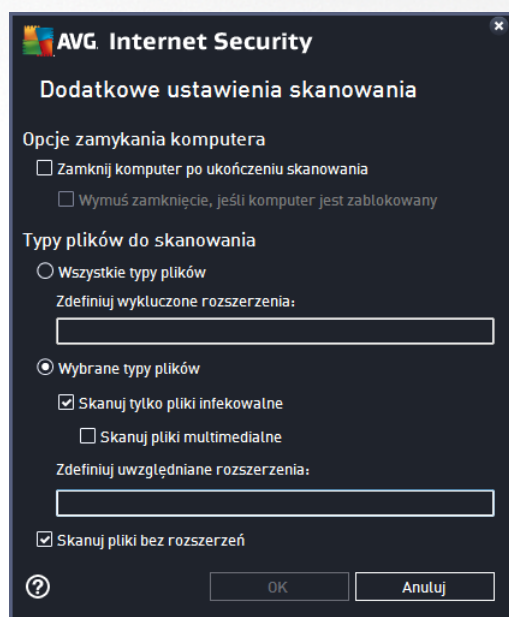 AVG. Internet Security
Dodatkowe ustawienia skanowania
Opcje zamykania komputera
Zamknij komputer po ukończeniu skanowania
Wymuś zamknięcie, jeśli komputer jest zablokowany
Typy plików do skanowania
Wszystkie typy plików
Zdefiniuj wykluczone rozszerzenia:
Wybrane typy plików
Skanuj tylko pliki infekowalne
Skanuj pliki multimedialne
Zdefiniuj uwzględniane rozszerzenia:
Skanuj pliki bez rozszerzeń
? OK Anuluj